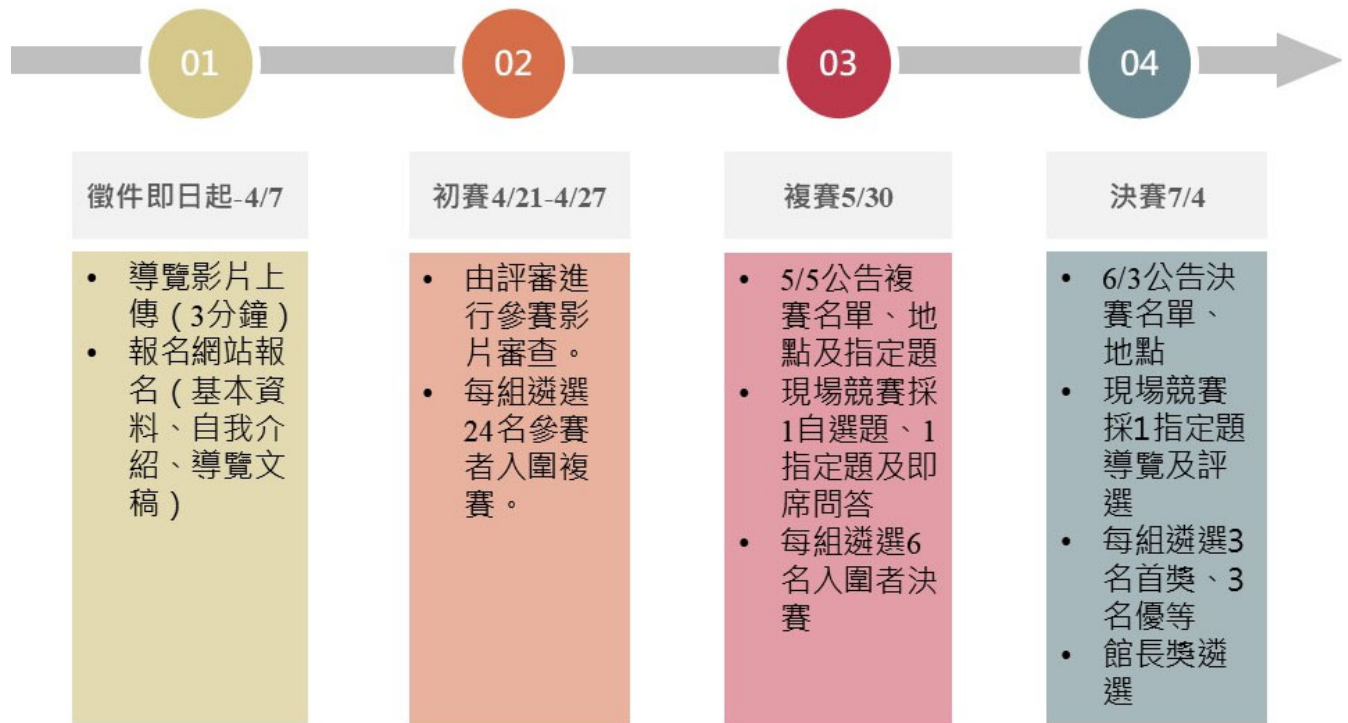 01
02
03
04
徵件即日起-4/7
• 導覽影片上
傳（3分鐘）
• 報名網站報
名（基本資
料、自我介
紹、導覽文
稿）
初賽4/21-4/27
• 由評審進
行參賽影
片審查。
• 每組遴選
24名參賽
者入圍複
賽。
複賽5/30
• 5/5公告複
賽名單、地
點及指定題
• 現場競賽採
1自選題、1
指定題及即
席問答
• 每組遴選6
名入圍者決
賽
決賽7/4
• 6/3公告決
賽名單、
地點
• 現場競賽
採1指定題
導覽及評
選
• 每組遴選3
名首獎、3
名優等
• 館長獎遴
選